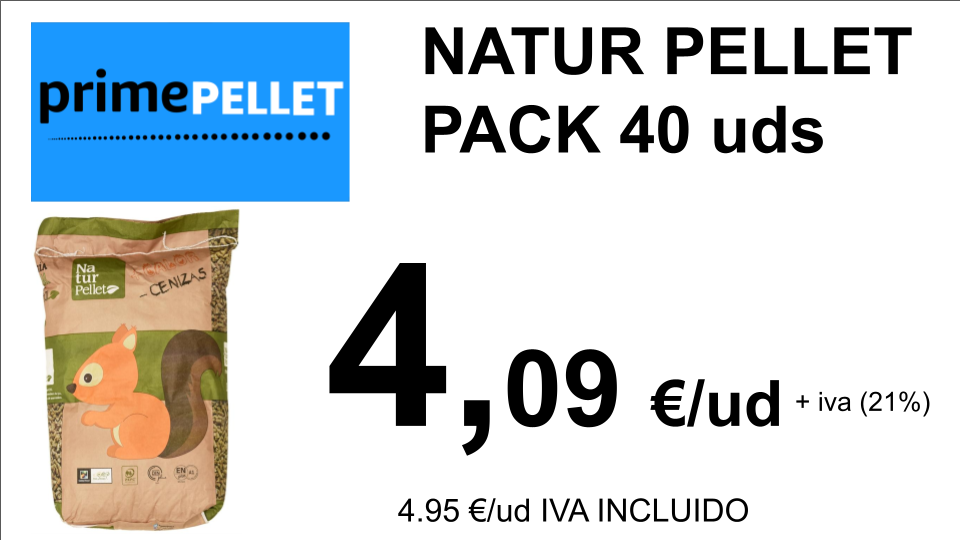 primePELLET
NATUR PELLET
PACK 40 uds
Na
tur
Pellet
- CENIZAS
EN
4,09 €/ud + iva (21%)
4.95 €/ud IVA INCLUIDO